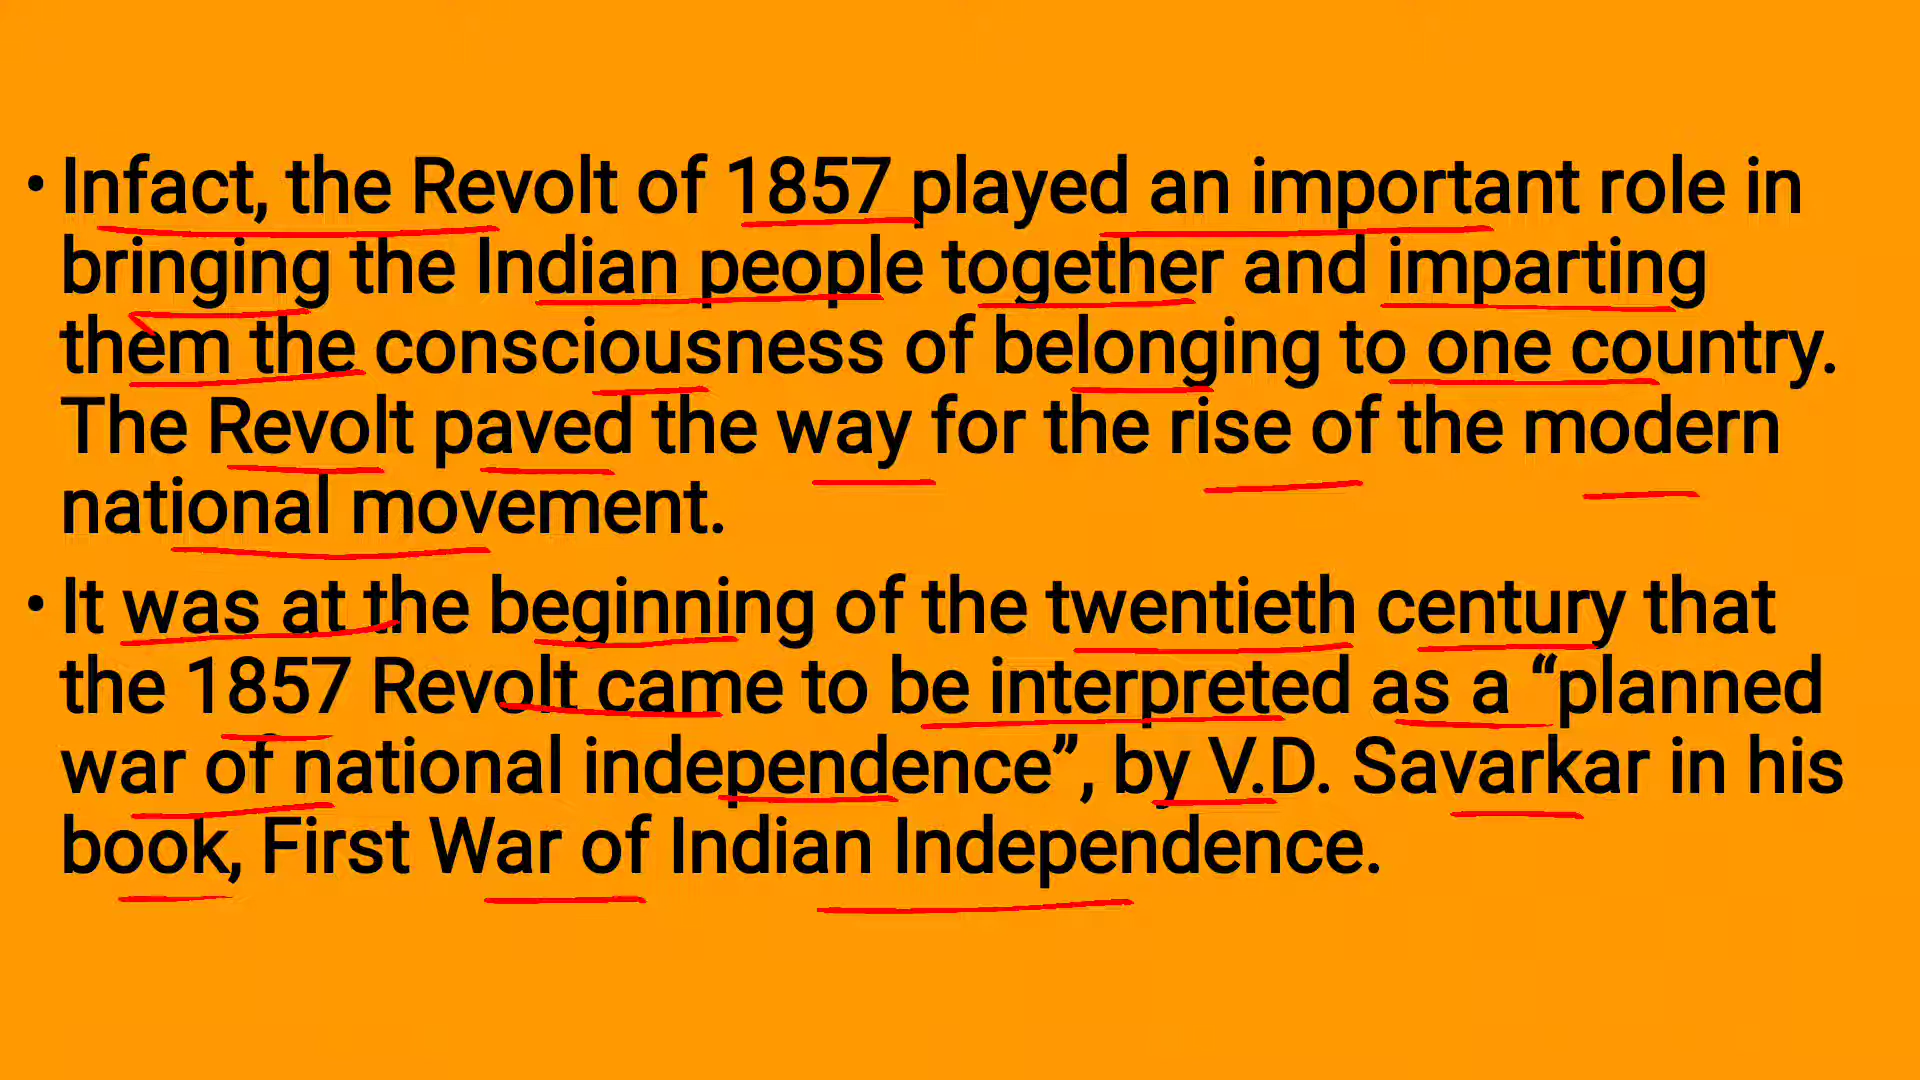 • Infact, the Revolt of 1857 played an important role in
bringing the Indian people together and imparting
them the consciousness of belonging to one country.
The Revolt paved the way for the rise of the modern
national movement.
• It was at the beginning of the twentieth century that
the 1857 Revolt came to be interpreted as a “planned
war of national independence”, by V.D. Savarkar in his
book, First War of Indian Independence.